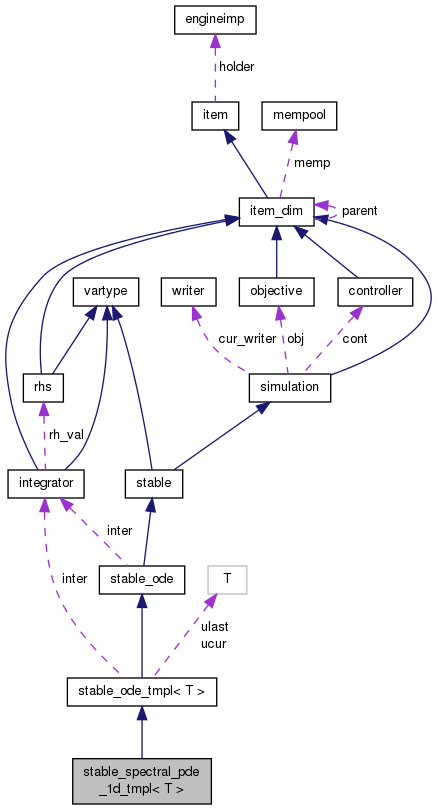 engineimp
holder
item
mempool
memp
item_dim
parent
vartype
writer
objective
controller
cur_writer
obj
cont
rhs
simulation
rh_val
integrator
stable
inter
stable_ode
T
inter
ulast
ucur
stable_ode_tmpl< T >
stable_spectral_pde
_1d_tmpl< T >